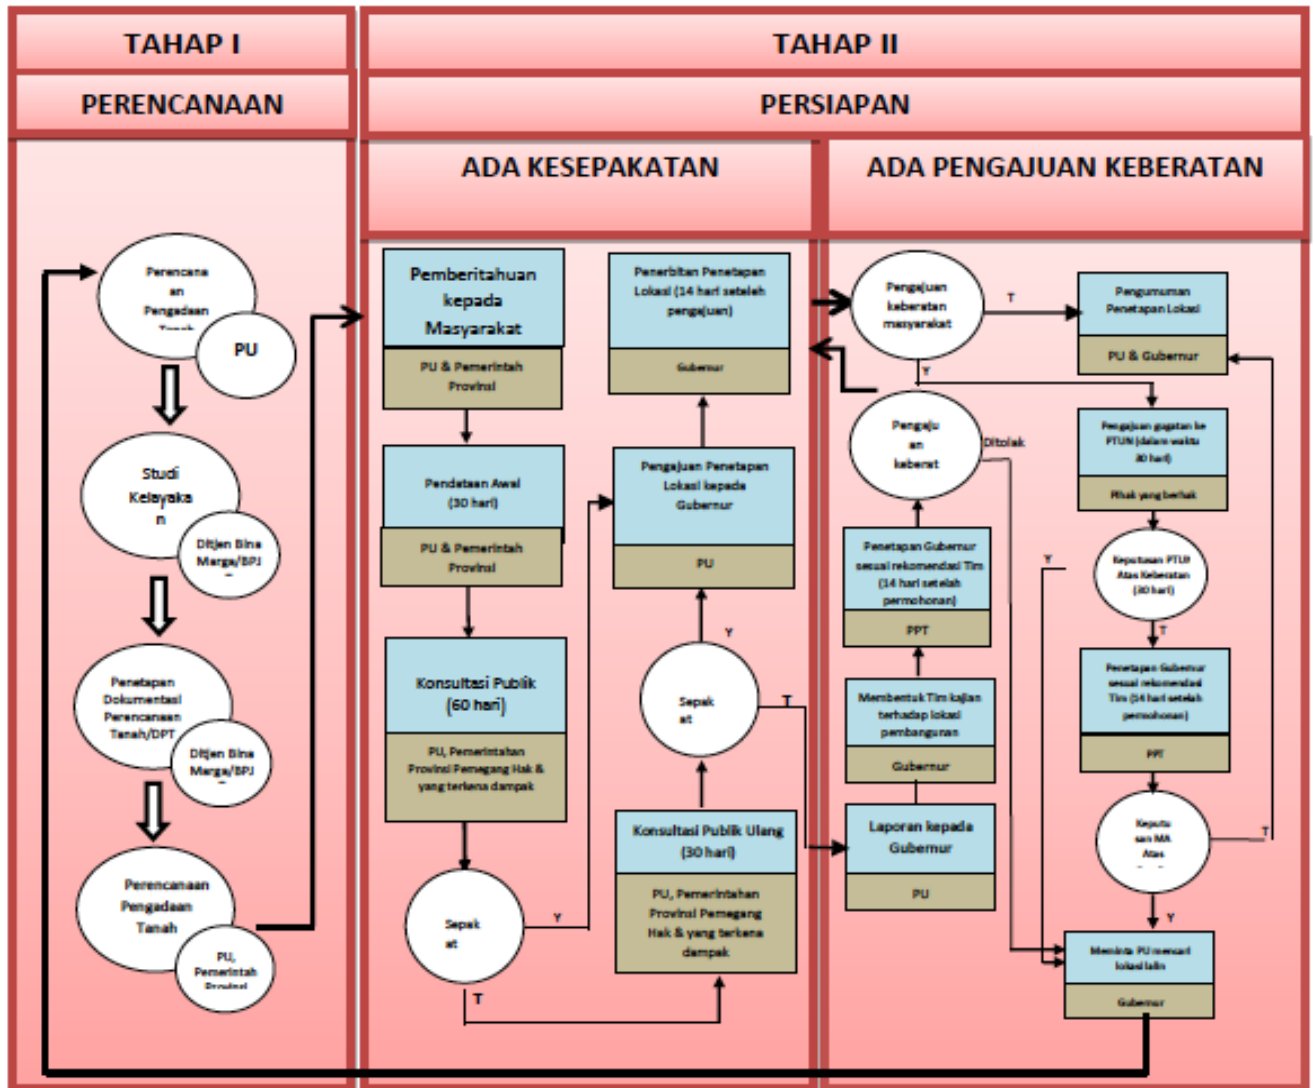 TAHAP I
TAHAP II
PERENCANAAN
PERSIAPAN
ADA KESEPAKATAN
ADA PENGAJUAN KEBERATAN
Perencana
an
Pengadaan
PU
Studi
Kelayaka
n
Ditjen Bina
Marga/BPJ
Penetapan
Dokumentasi
Perencanaan
Tanah/DPT
Ditjen Bina
Marga/BPJ
Perencanaan
Pengadaan
Tanah
PU,
Pemerintah
Provinsi
Pemberitahuan
kepada
Masyarakat
PU & Pemerintah
Provinsi
Pendataan Awal
(30 hari)
PU & Pemerintah
Provinsi
Konsultasi Publik
(60 hari)
PU, Pemerintahan
Provinsi Pemegang Hak &
yang terkena dampak
Sepak
at
Y
T
Penerbitan Penetapan
Lokasi (14 hari seteleh
pengajuan)
Gubernur
Pengajuan Penetapan
Lokasi kepada
Gubernur
PU
Y
Sepak
at
T
Konsultasi Publik Ulang
(30 hari)
PU, Pemerintahan
Provinsi Pemegang
Hak & yang terkena
dampak
Pengajuan
keberatan
masyarakat
T
Y
Pengaju
an
keberat
Ditolak
Penetapan Gubernur
sesuai rekomendasi Tim
(14 hari setelah
permohonan)
PPT
Membentuk Tim kajian
terhadap lokasi
pembangunan
Gubernur
Laporan kepada
Gubernur
PU
Pengumuman
Penetapan Lokasi
PU & Gubernur
Pengajuan gugatan ke
PTUN (dalam waktu
30 hari)
Pihak yang berhak
Y
Keputusan PTU
Atas Keberatan
(30 hari)
T
Penetapan Gubernur
sesuai rekomendasi
Tim (14 hari setelah
permohonan)
PPT
Keputu
san MA
Atas
T
Y
Meminta PU mencari
lokasi lain
Gubernur